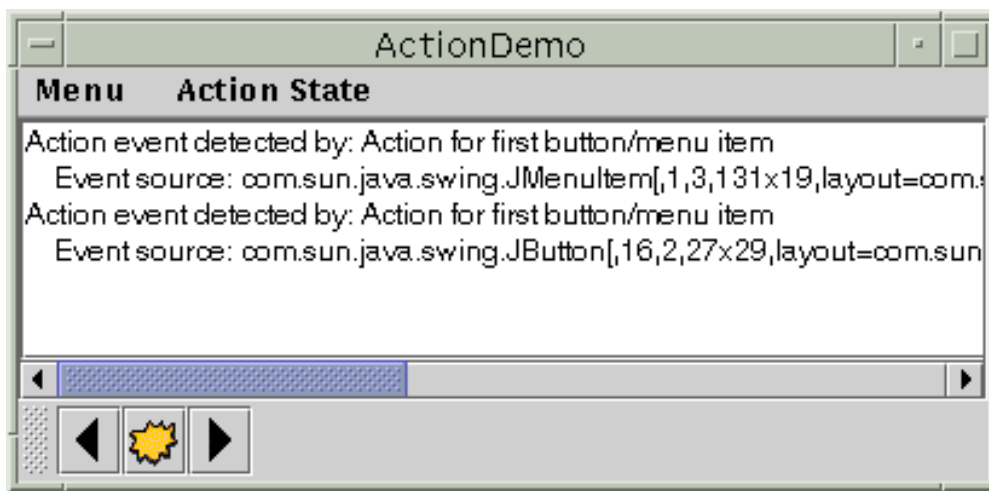 ActionDemo
Menu Action State
Action event detected by: Action for first button/menu item
Event source: com.sun.java.swing.JMenuItem[,1,3,131x19,layout=com.
Action event detected by: Action for first button/menu item
Event source: com.sun.java.swing.JButton[,16,2,27x29,layout=com.sun